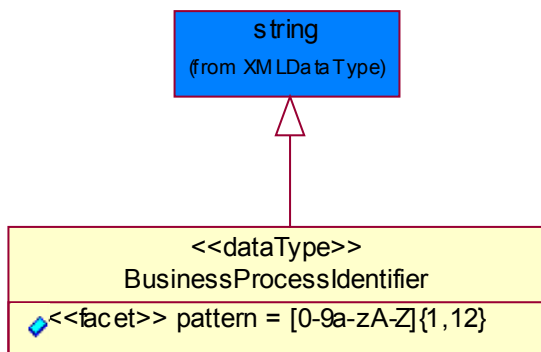 string
(from XMLDataType)
<<dataType>>
BusinessProcessIdentifier
<<facet>> pattern = [0-9a-zA-Z]{1,12}